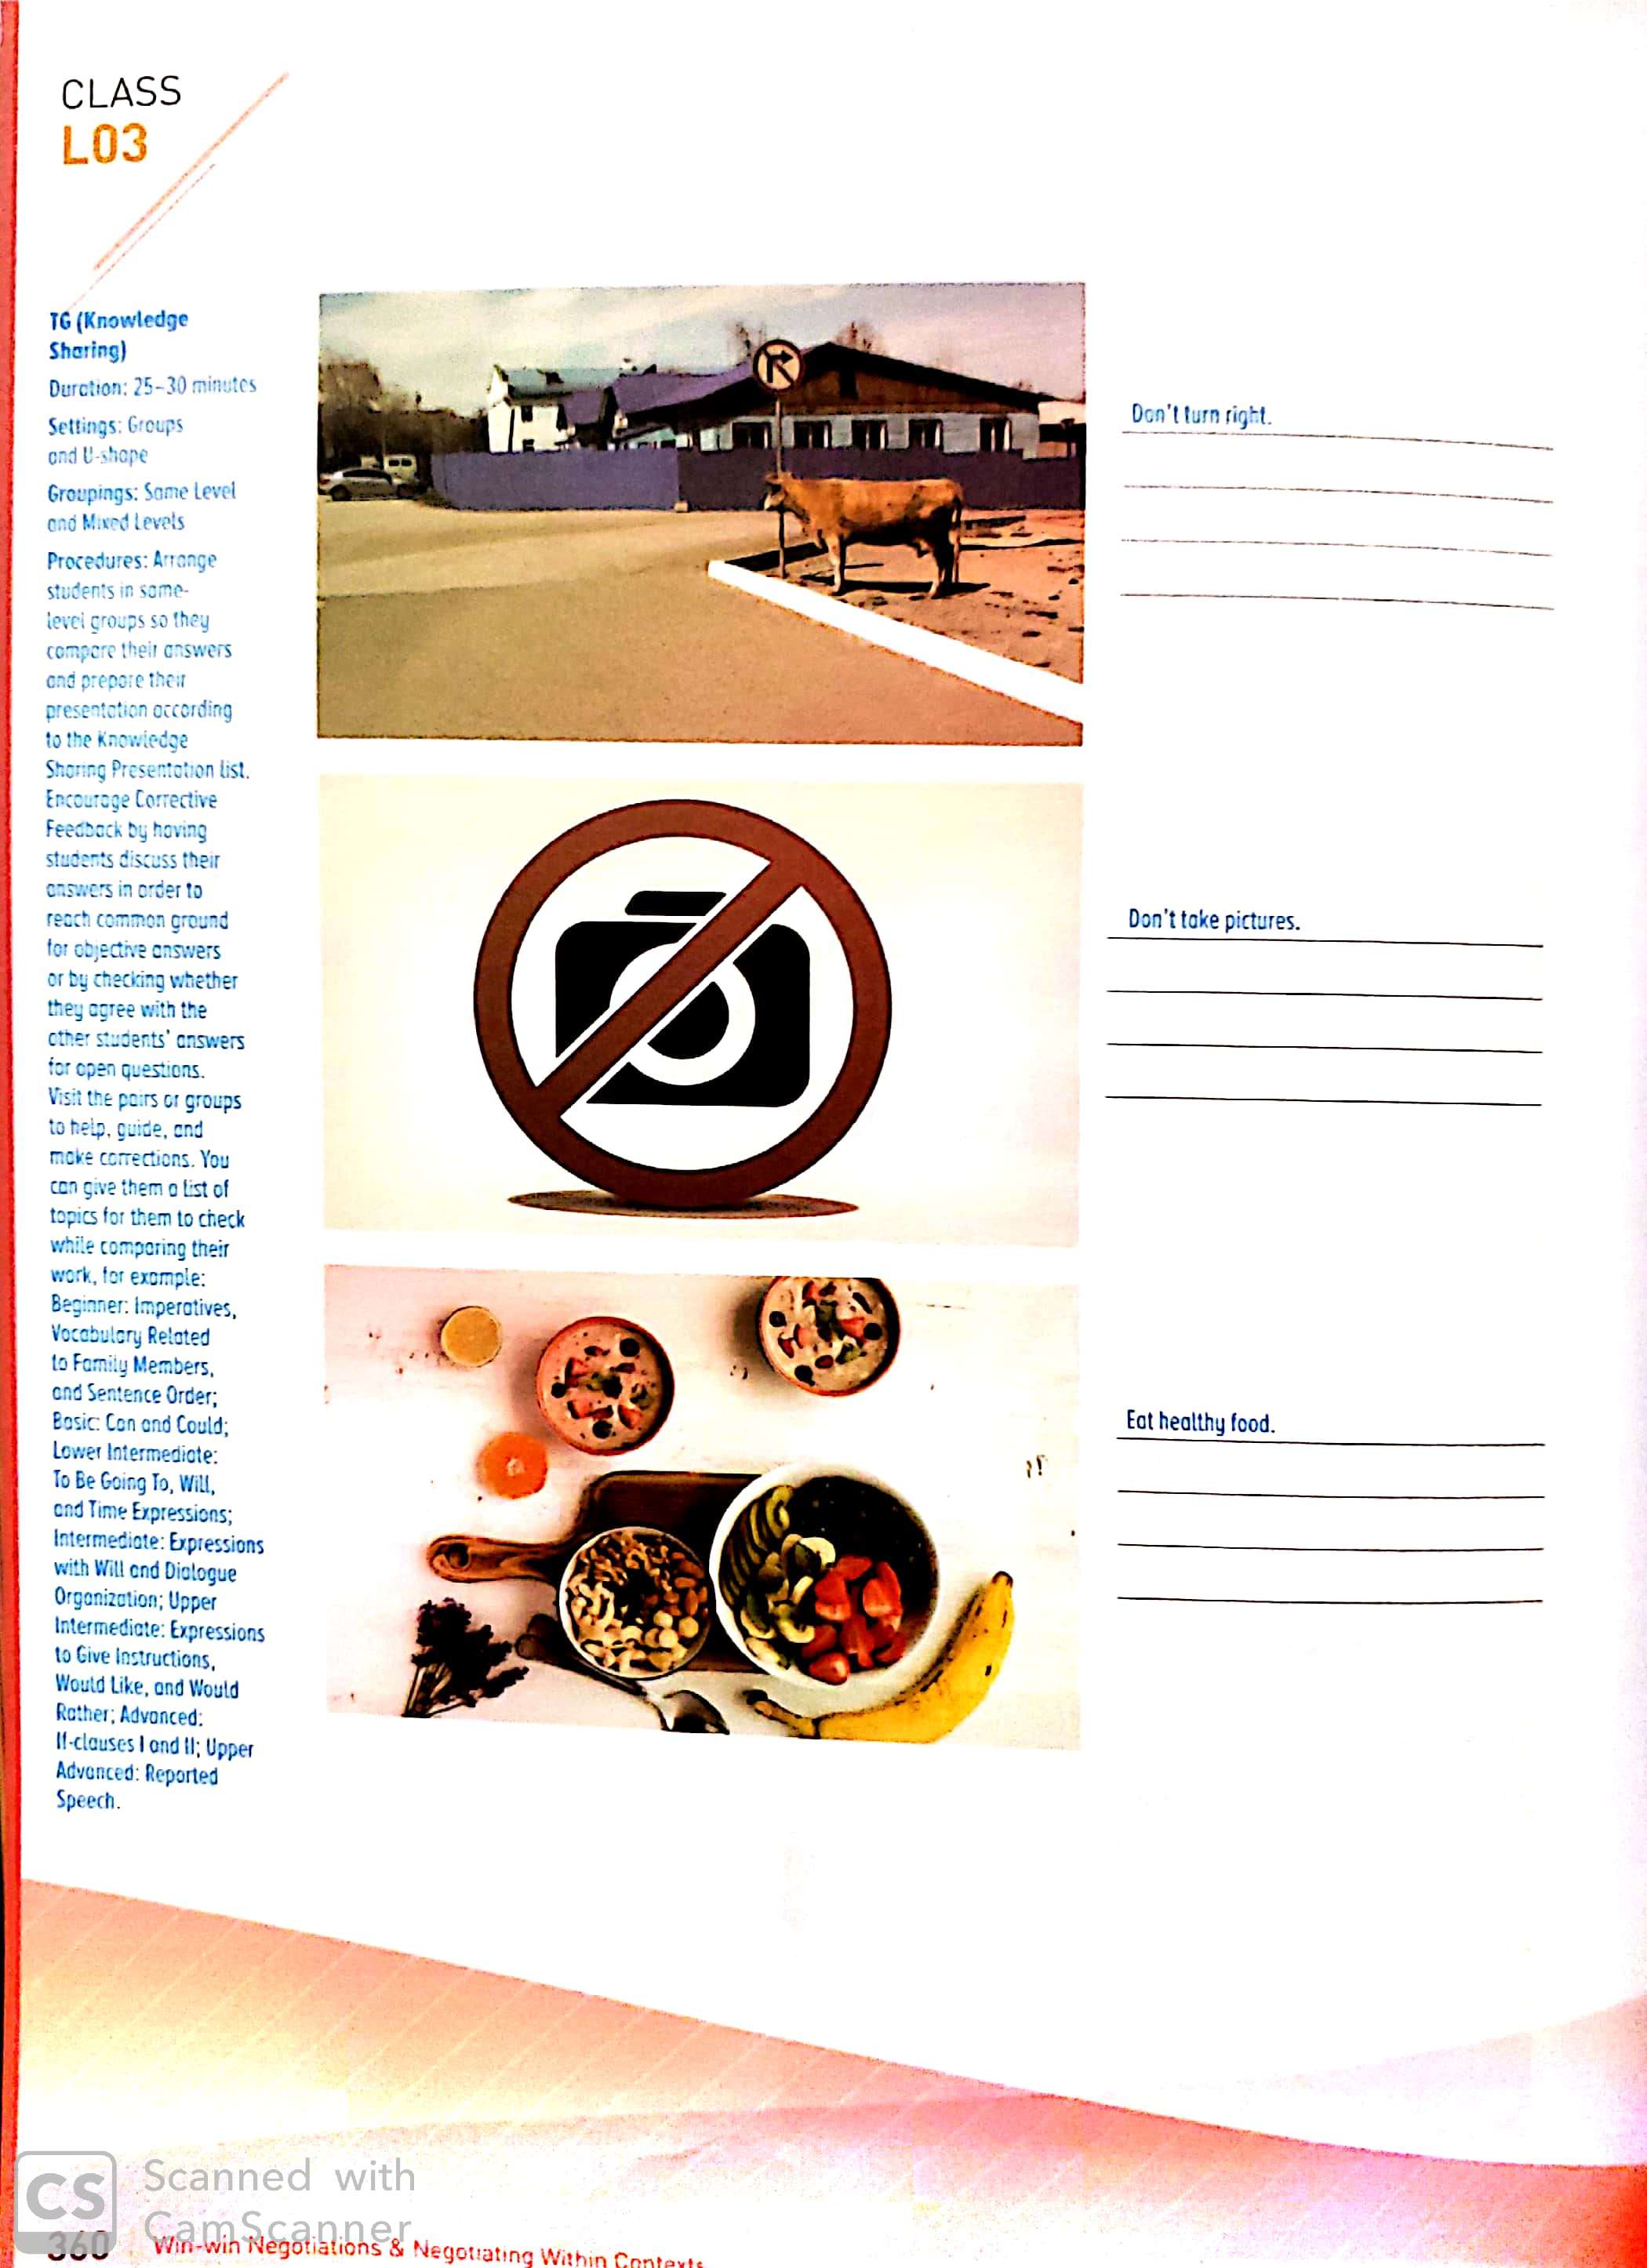 CLASS
L03
TG (Knowledge
Sharing)
Duration: 25-30 minutes
Settings: Groups
and U-shape
Groupings: Same Level
and Mixed Levels
Procedures: Arrange
students in same-
level groups so they
compare their answers
and prepare their
presentation according
to the Knowledge
Sharing Presentation list.
Encourage Corrective
Feedback by having
students discuss their
answers in order to
reach common ground
for objective answers
or by checking whether
they agree with the
other students' answers
for open questions.
Visit the pairs or groups
to help, guide, and
make corrections. You
can give them a list of
topics for them to check
while comparing their
work, for example:
Beginner: Imperatives,
Vocabulary Related
to Family Members,
and Sentence Order;
Basic: Can and Could;
Lower Intermediate:
To Be Going To, Will,
and Time Expressions;
Intermediate: Expressions
with Will and Dialogue
Organization; Upper
Intermediate: Expressions
to Give Instructions,
Would Like, and Would
Rather; Advanced:
If-clauses I and II; Upper
Advanced: Reported
Speech.
Don't turn right.
Don't take pictures.
Eat healthy food.
CS Scanned with
CamScanner
360 Win-win Negotiations & Negotiating Within Contexts